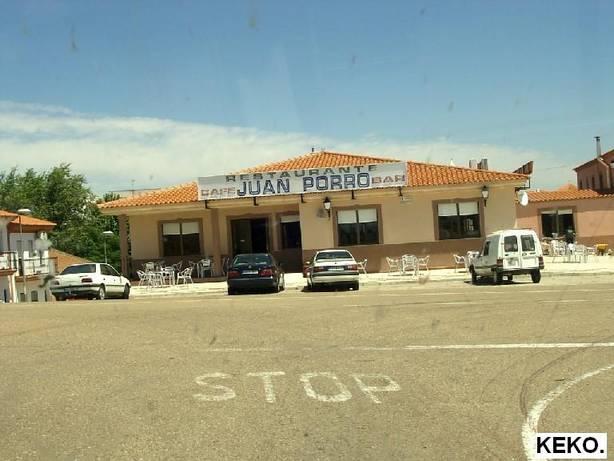 RESTAURANTE
CAFE JUAN PORRO BAR
STOP
KEKO.